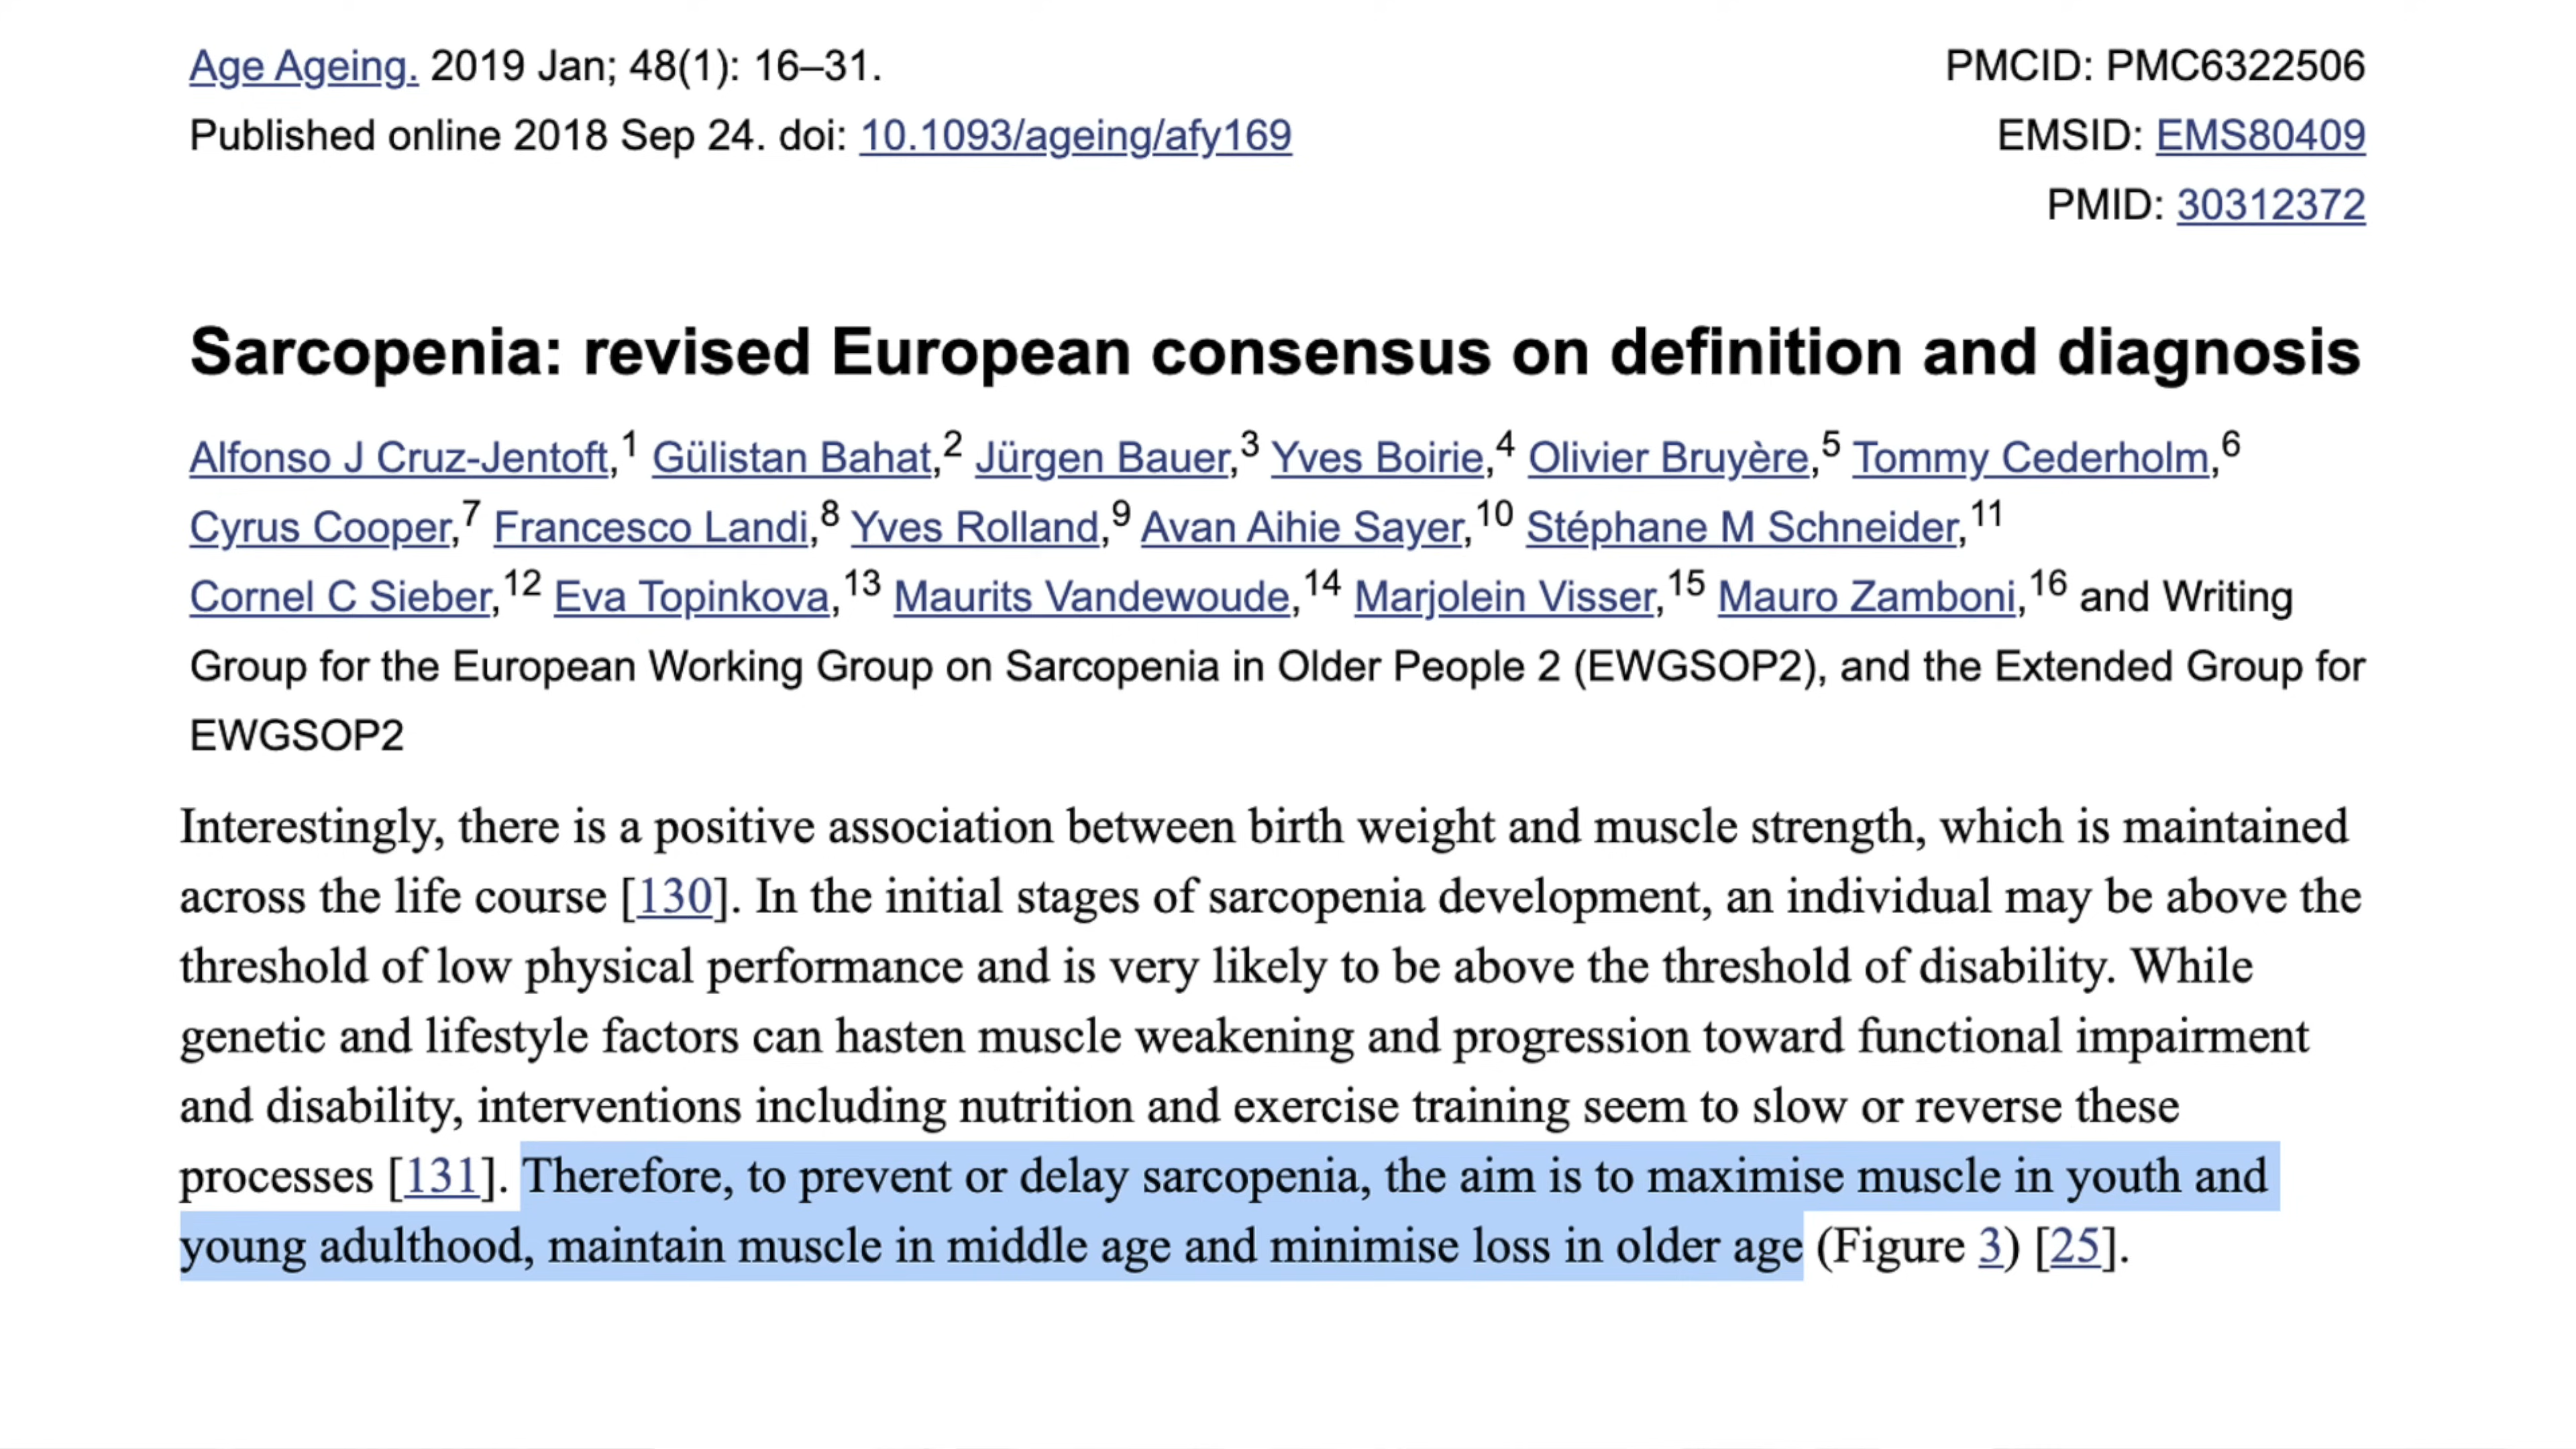 Age Ageing. 2019 Jan; 48(1): 16–31.
PMCID: PMC6322506
Published online 2018 Sep 24. doi: 10.1093/ageing/afy169
EMSID: EMS80409
PMID: 30312372
Sarcopenia: revised European consensus on definition and diagnosis
Alfonso J Cruz-Jentoft,1 Gülistan Bahat,2 Jürgen Bauer,3 Yves Boirie,4 Olivier Bruyère,5 Tommy Cederholm,6
Cyrus Cooper,7 Francesco Landi,8 Yves Rolland,9 Avan Aihie Sayer,10 Stéphane M Schneider,11
Cornel C Sieber,12 Eva Topinkova,13 Maurits Vandewoude,14 Marjolein Visser,15 Mauro Zamboni,16 and Writing
Group for the European Working Group on Sarcopenia in Older People 2 (EWGSOP2), and the Extended Group for
EWGSOP2
Interestingly, there is a positive association between birth weight and muscle strength, which is maintained
across the life course [130]. In the initial stages of sarcopenia development, an individual may be above the
threshold of low physical performance and is very likely to be above the threshold of disability. While
genetic and lifestyle factors can hasten muscle weakening and progression toward functional impairment
and disability, interventions including nutrition and exercise training seem to slow or reverse these
processes [131]. Therefore, to prevent or delay sarcopenia, the aim is to maximise muscle in youth and
young adulthood, maintain muscle in middle age and minimise loss in older age (Figure 3) [25].